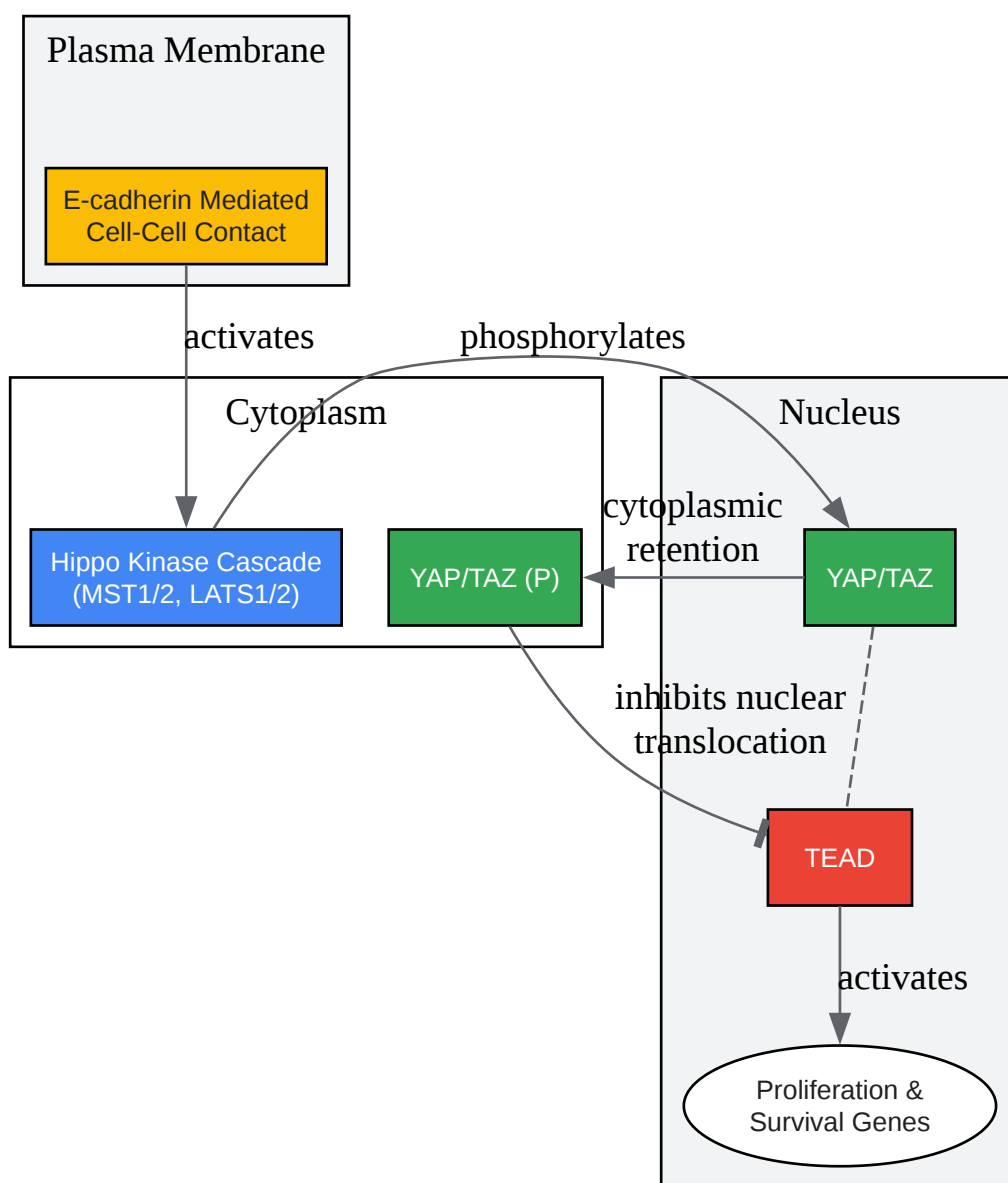 Plasma Membrane
E-cadherin Mediated
Cell-Cell Contact
activates
phosphorylates
Cytoplasm
Nucleus
cytoplasmic
retention
Hippo Kinase Cascade
(MST1/2, LATS1/2)
YAP/TAZ (P)
YAP/TAZ
inhibits nuclear
translocation
TEAD
activates
Proliferation &
Survival Genes